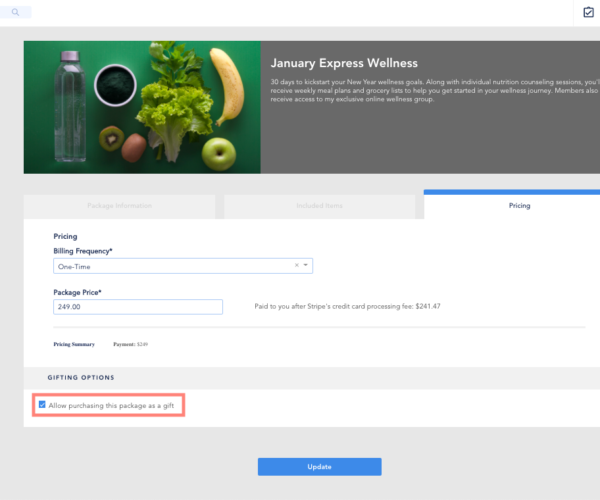 January Express Wellness
30 days to kickstart your New Year wellness goals. Along with individual nutrition counseling sessions, you'l
receive weekly meal plans and grocery lists to help you get started in your wellness journey. Members also
receive access to my exclusive online wellness group.
Package Information
Included Items
Pricing
Pricing
Billing Frequency*
One-Time
Package Price*
249.00
Paid to you after Stripe's credit card processing fee: $241.47
Pricing Summary
Payment: $249
GIFTING OPTIONS
Allow purchasing this package as a gift
Update